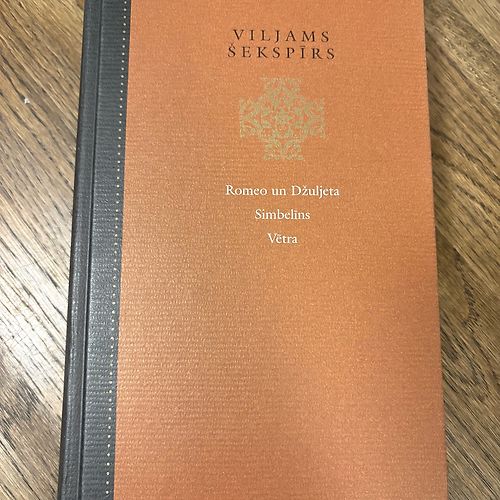 VILJAMS
ŠEKSPĪRS
Romeo un Džuljeta
Simbelīns
Vētra